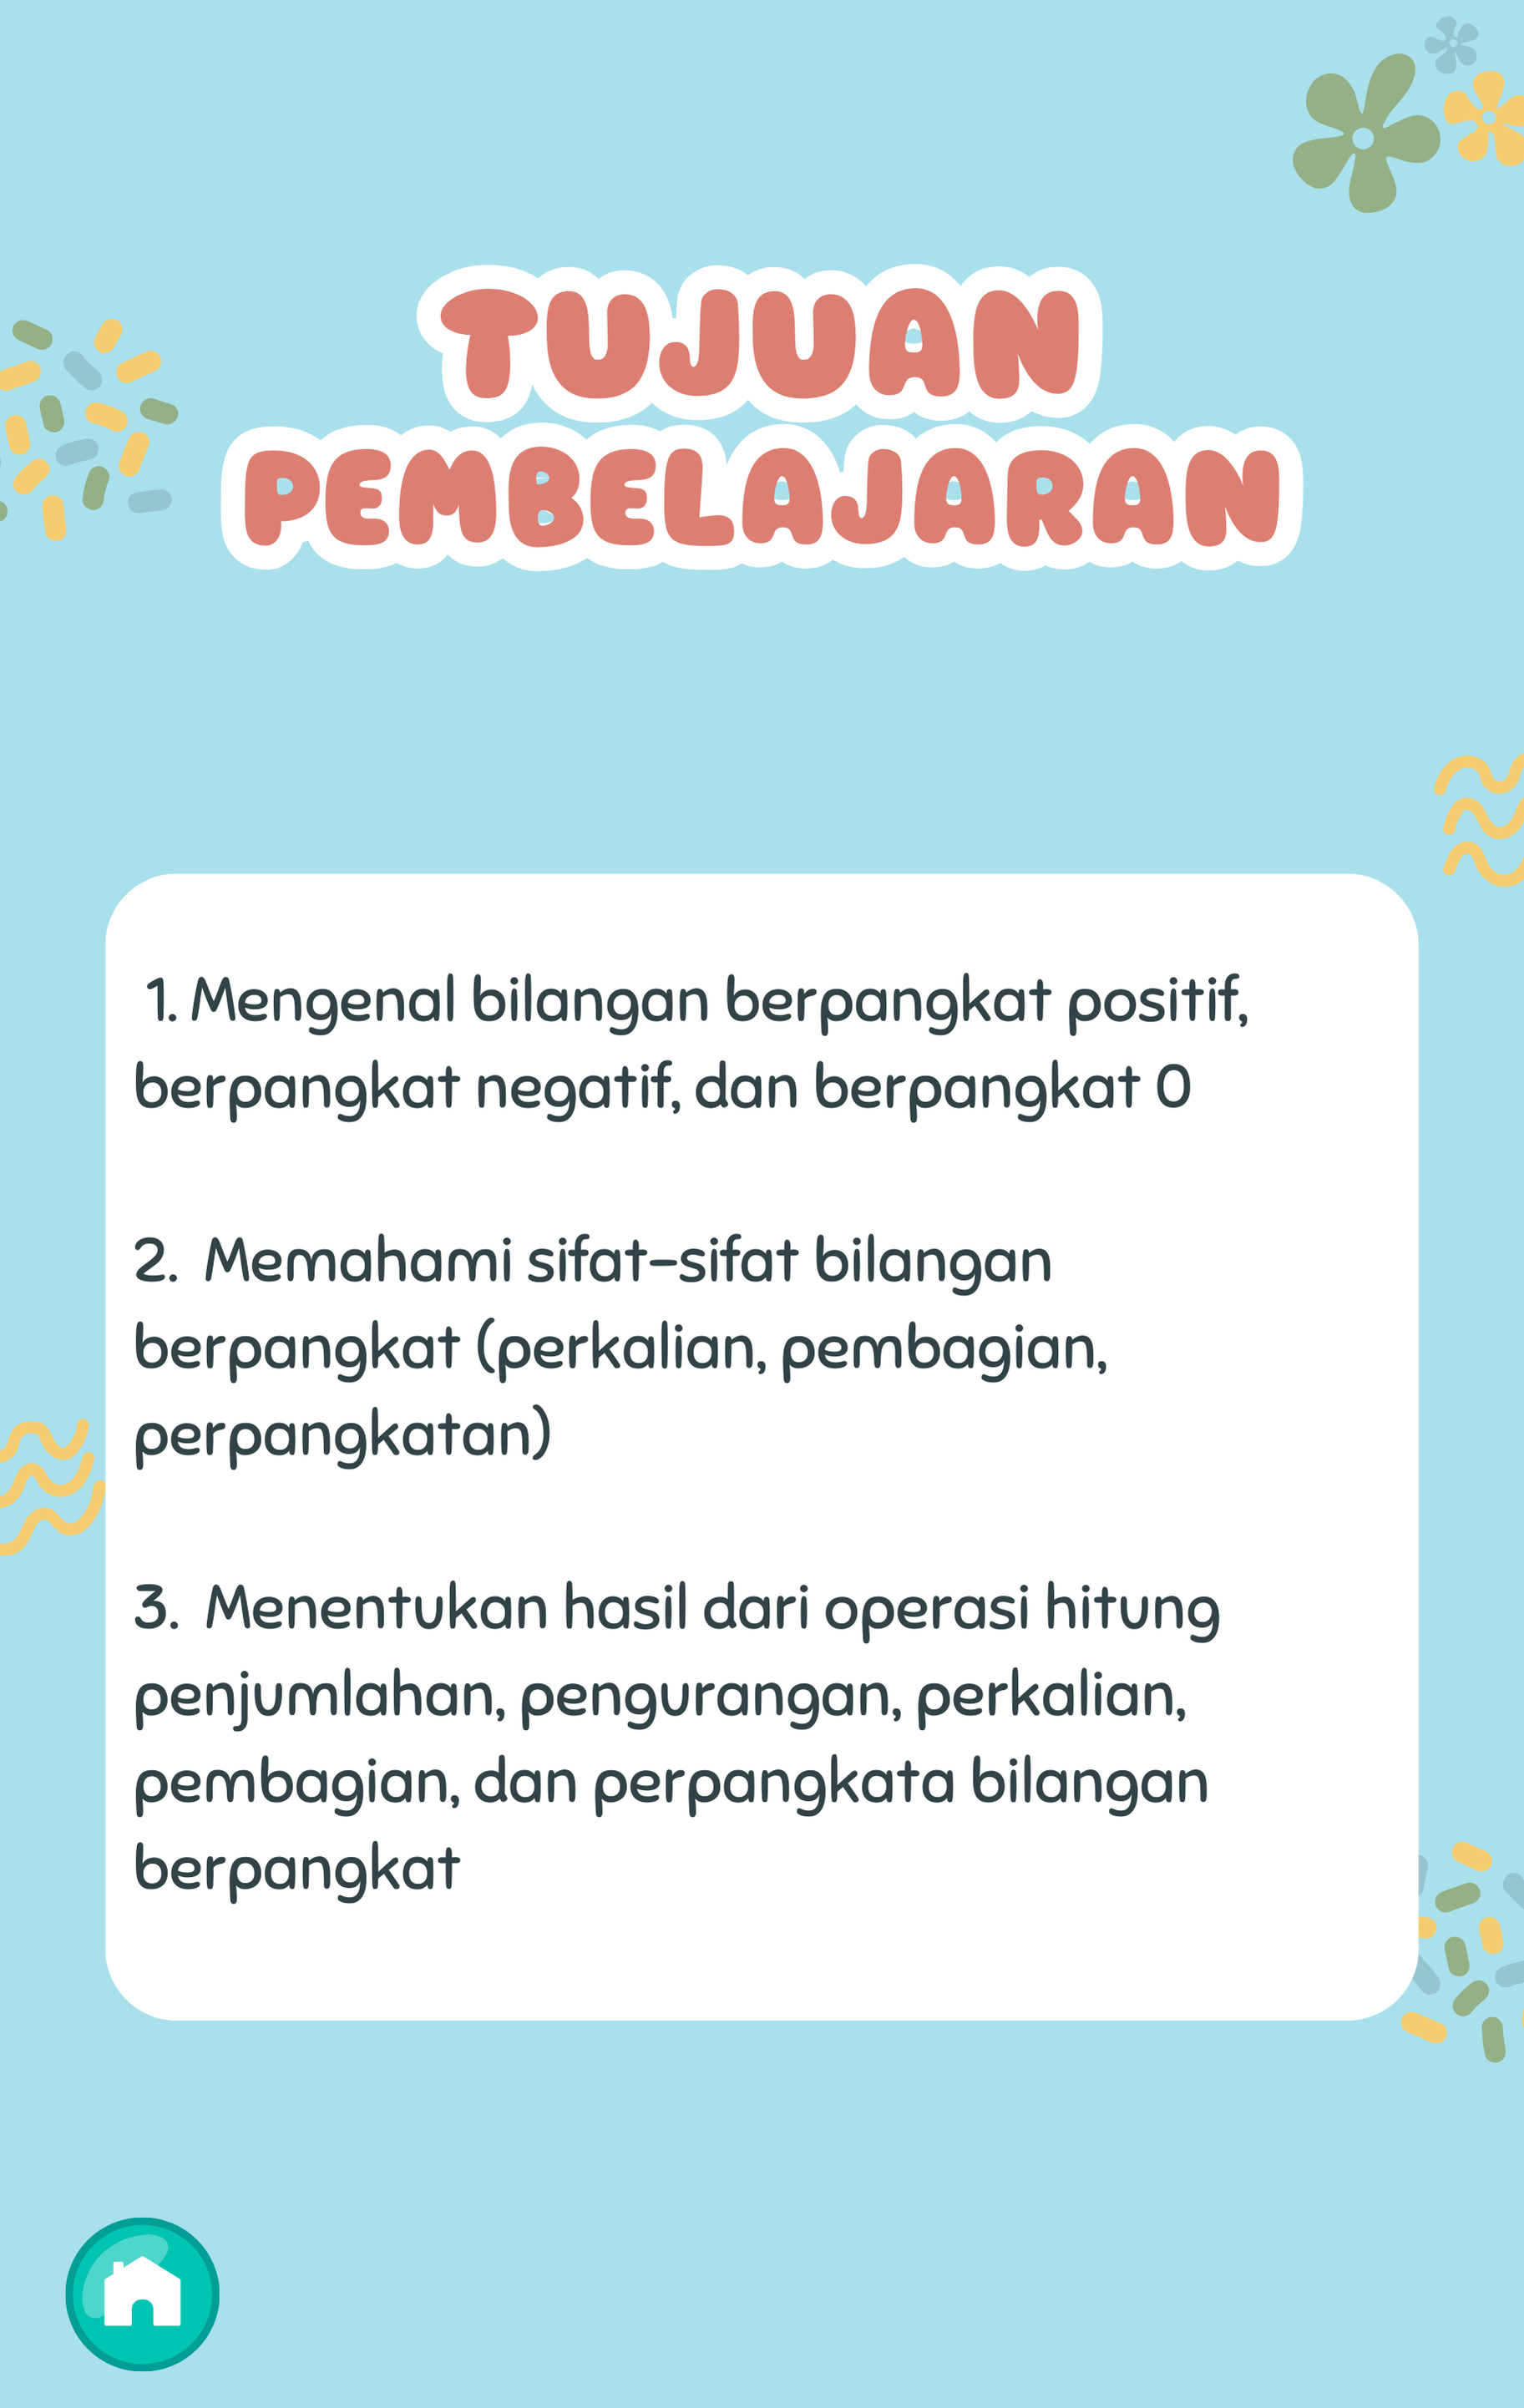 TUJUAN
PEMBELAJARAN
1. Mengenal bilangan berpangkat positif,
berpangkat negatif, dan berpangkat 0
2. Memahami sifat-sifat bilangan
berpangkat (perkalian, pembagian,
perpangkatan)
3. Menentukan hasil dari operasi hitung
penjumlahan, pengurangan, perkalian,
pembagian, dan perpangkata bilangan
berpangkat